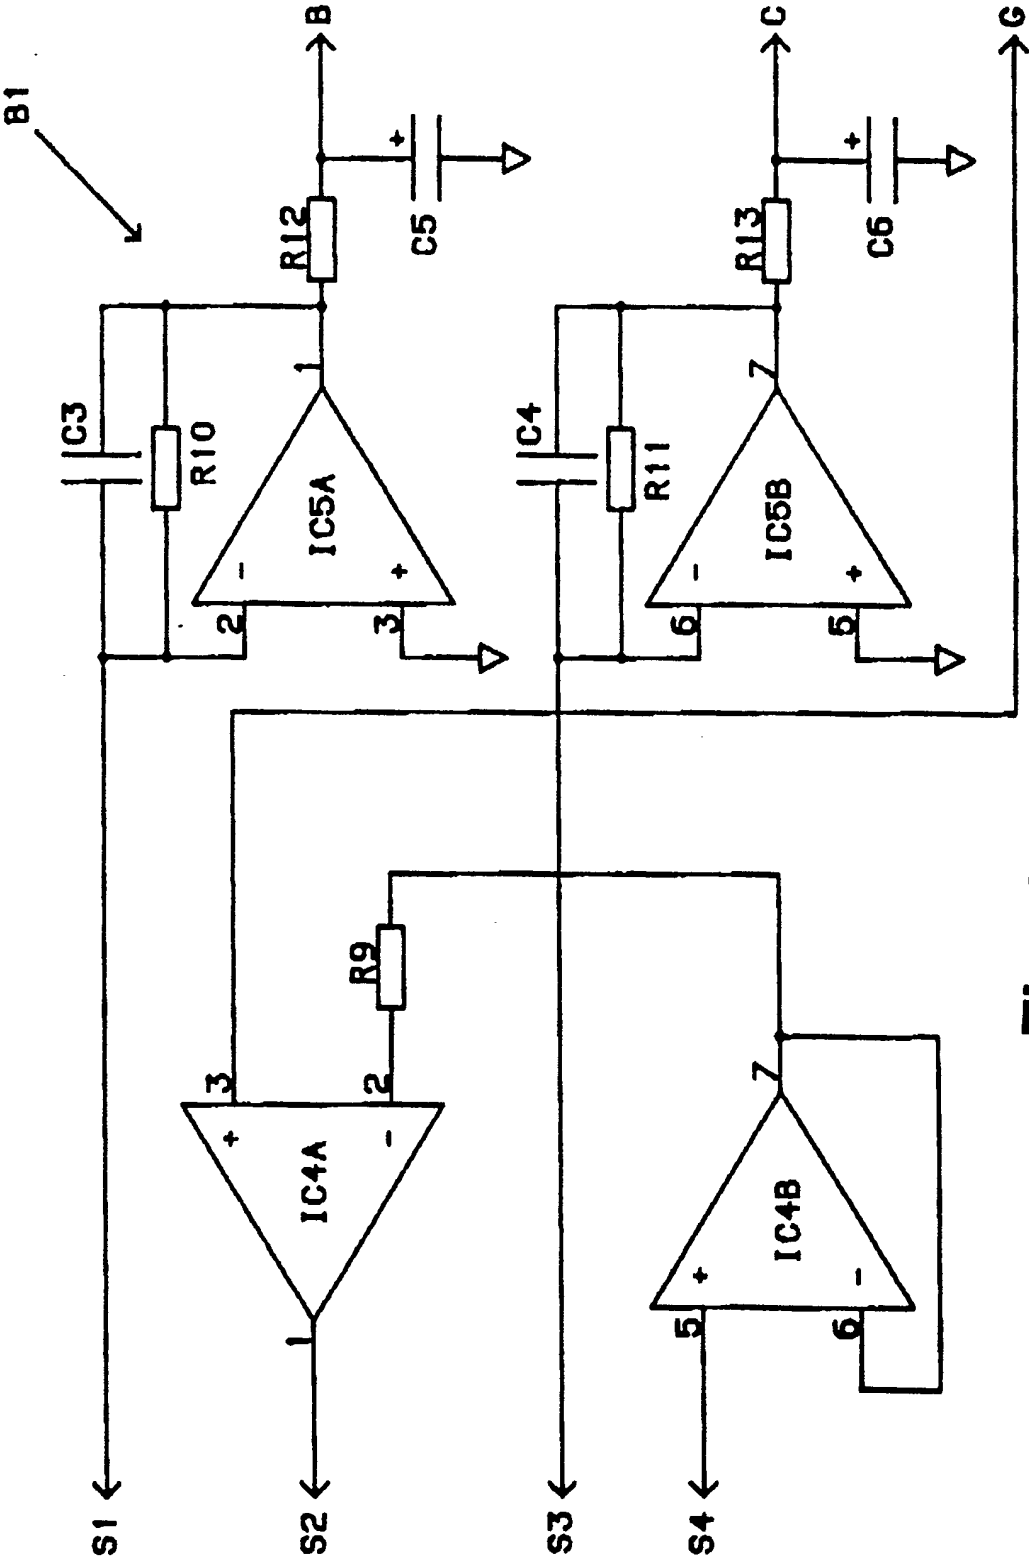 B1
B
C
G
R12
+
C5
R13
+
C6
C3
R10
1
IC5A
-
+
2
3
C4
R11
7
IC5B
-
+
6
5
R9
3
2
+
-
IC4A
1
7
IC4B
+
-
5
6
S1
S2
S3
S4